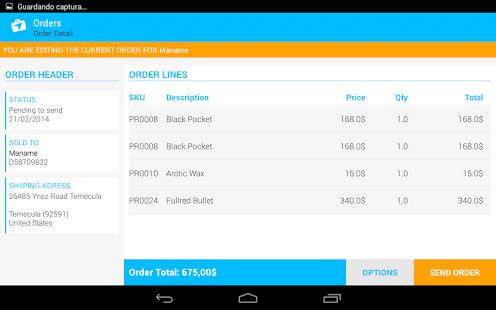 Guardando captura...
Orders
Order Detail
YOU ARE EDITING THE CURRENT ORDER FOR Maname
ORDER HEADER
STATUS
Pending to send
21/02/2014
SOLD TO
Maname
D58709832
SHIPING ADRESS
26485 Ynez Road Temecula
Temecula (92591)
United States
ORDER LINES
SKU Description Price Qty Total
PR0008 Black Pocket 168.0$ 1.0 168.0$
PR0008 Black Pocket 168.0$ 1.0 168.0$
PR0010 Arctic Wax 15.0$ 1.0 15.0$
PR0024 Fullred Bullet 340.0$ 1.0 340.0$
Order Total: 675,00$ OPTIONS SEND ORDER